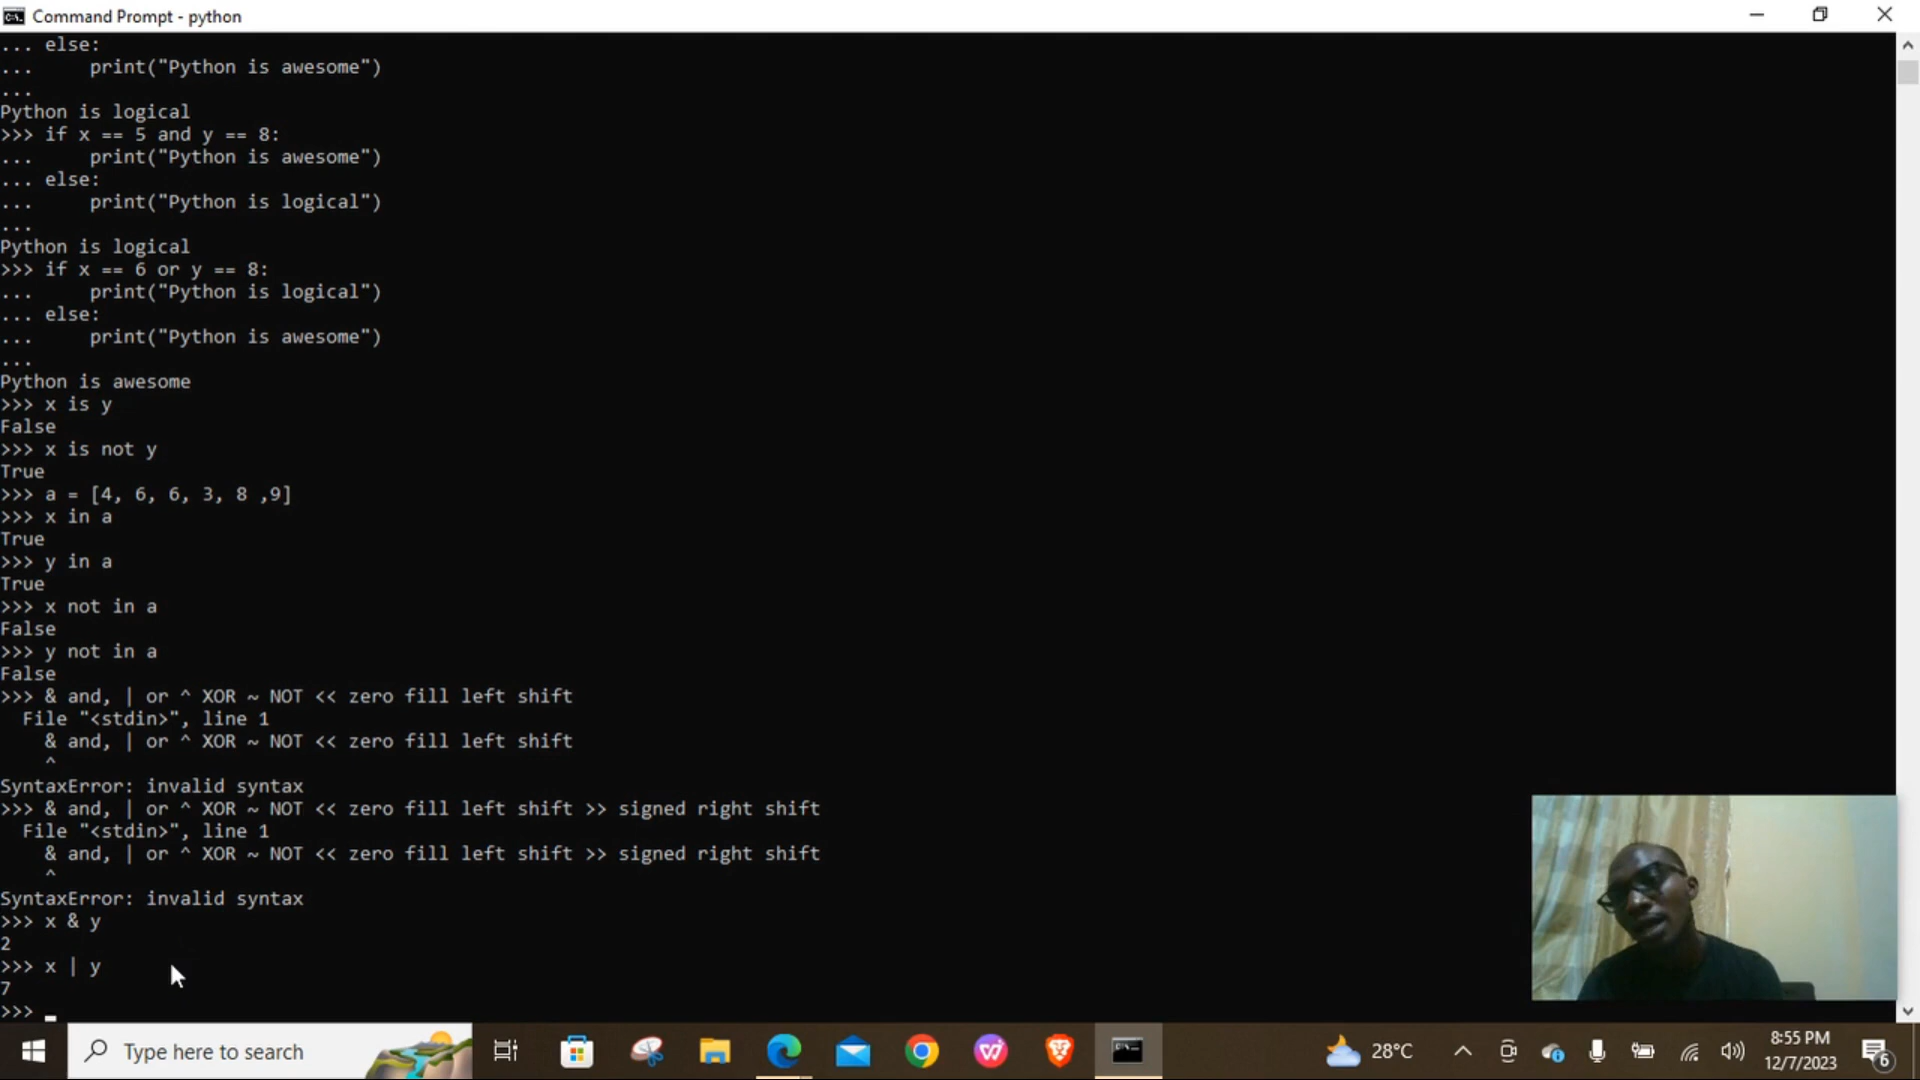 Command Prompt - python
... else:
...     print("Python is awesome")
...
Python is logical
>>> if x == 5 and y == 8:
...     print("Python is awesome")
... else:
...     print("Python is logical")
...
Python is logical
>>> if x == 6 or y == 8:
...     print("Python is logical")
... else:
...     print("Python is awesome")
...
Python is awesome
>>> x is y
False
>>> x is not y
True
>>> a = [4, 6, 6, 3, 8 ,9]
>>> x in a
True
>>> y in a
True
>>> x not in a
False
>>> y not in a
False
>>> & and, | or ^ XOR ~ NOT << zero fill left shift
  File "<stdin>", line 1
    & and, | or ^ XOR ~ NOT << zero fill left shift
    ^
SyntaxError: invalid syntax
>>> & and, | or ^ XOR ~ NOT << zero fill left shift >> signed right shift
  File "<stdin>", line 1
    & and, | or ^ XOR ~ NOT << zero fill left shift >> signed right shift
    ^
SyntaxError: invalid syntax
>>> x & y
2
>>> x | y
7
>>> _
Type here to search
28°C
8:55 PM
12/7/2023
6